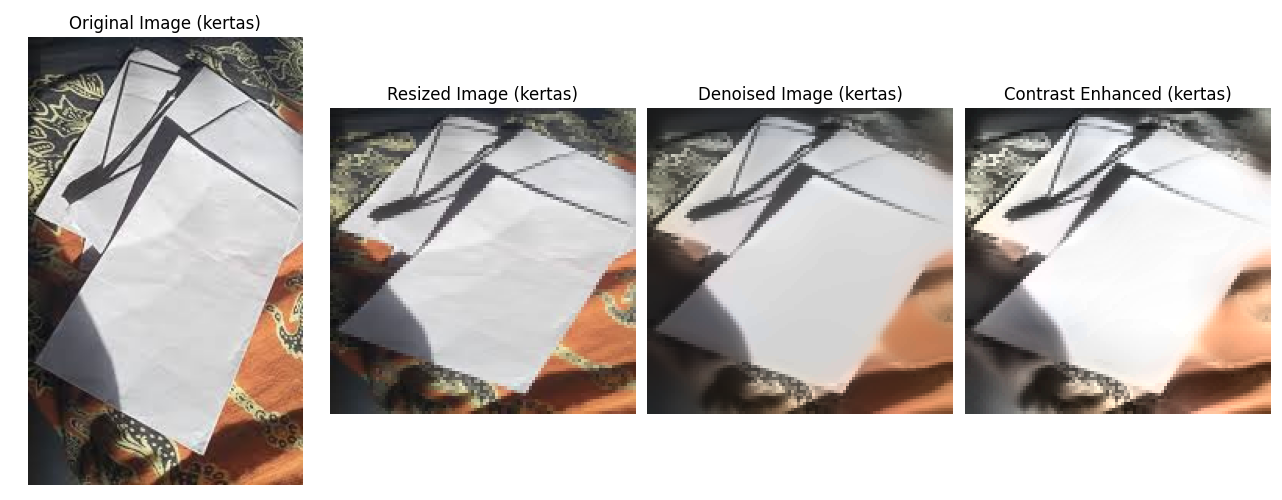 Original Image (kertas)
Resized Image (kertas)
Denoised Image (kertas)
Contrast Enhanced (kertas)